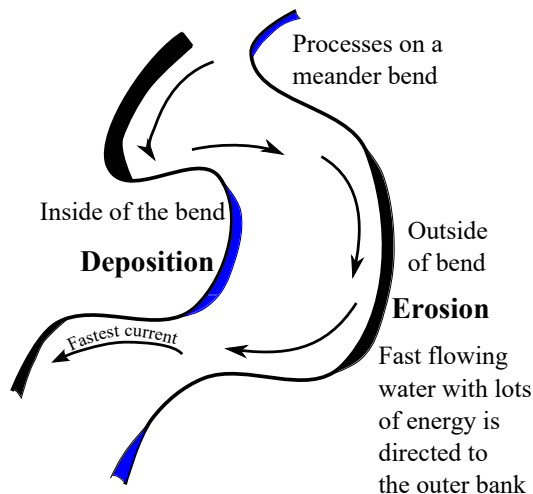 Processes on a
meander bend
Inside of the bend
Deposition
Outside
of bend
Erosion
Fast flowing
water with lots
of energy is
directed to
the outer bank
Fastest current